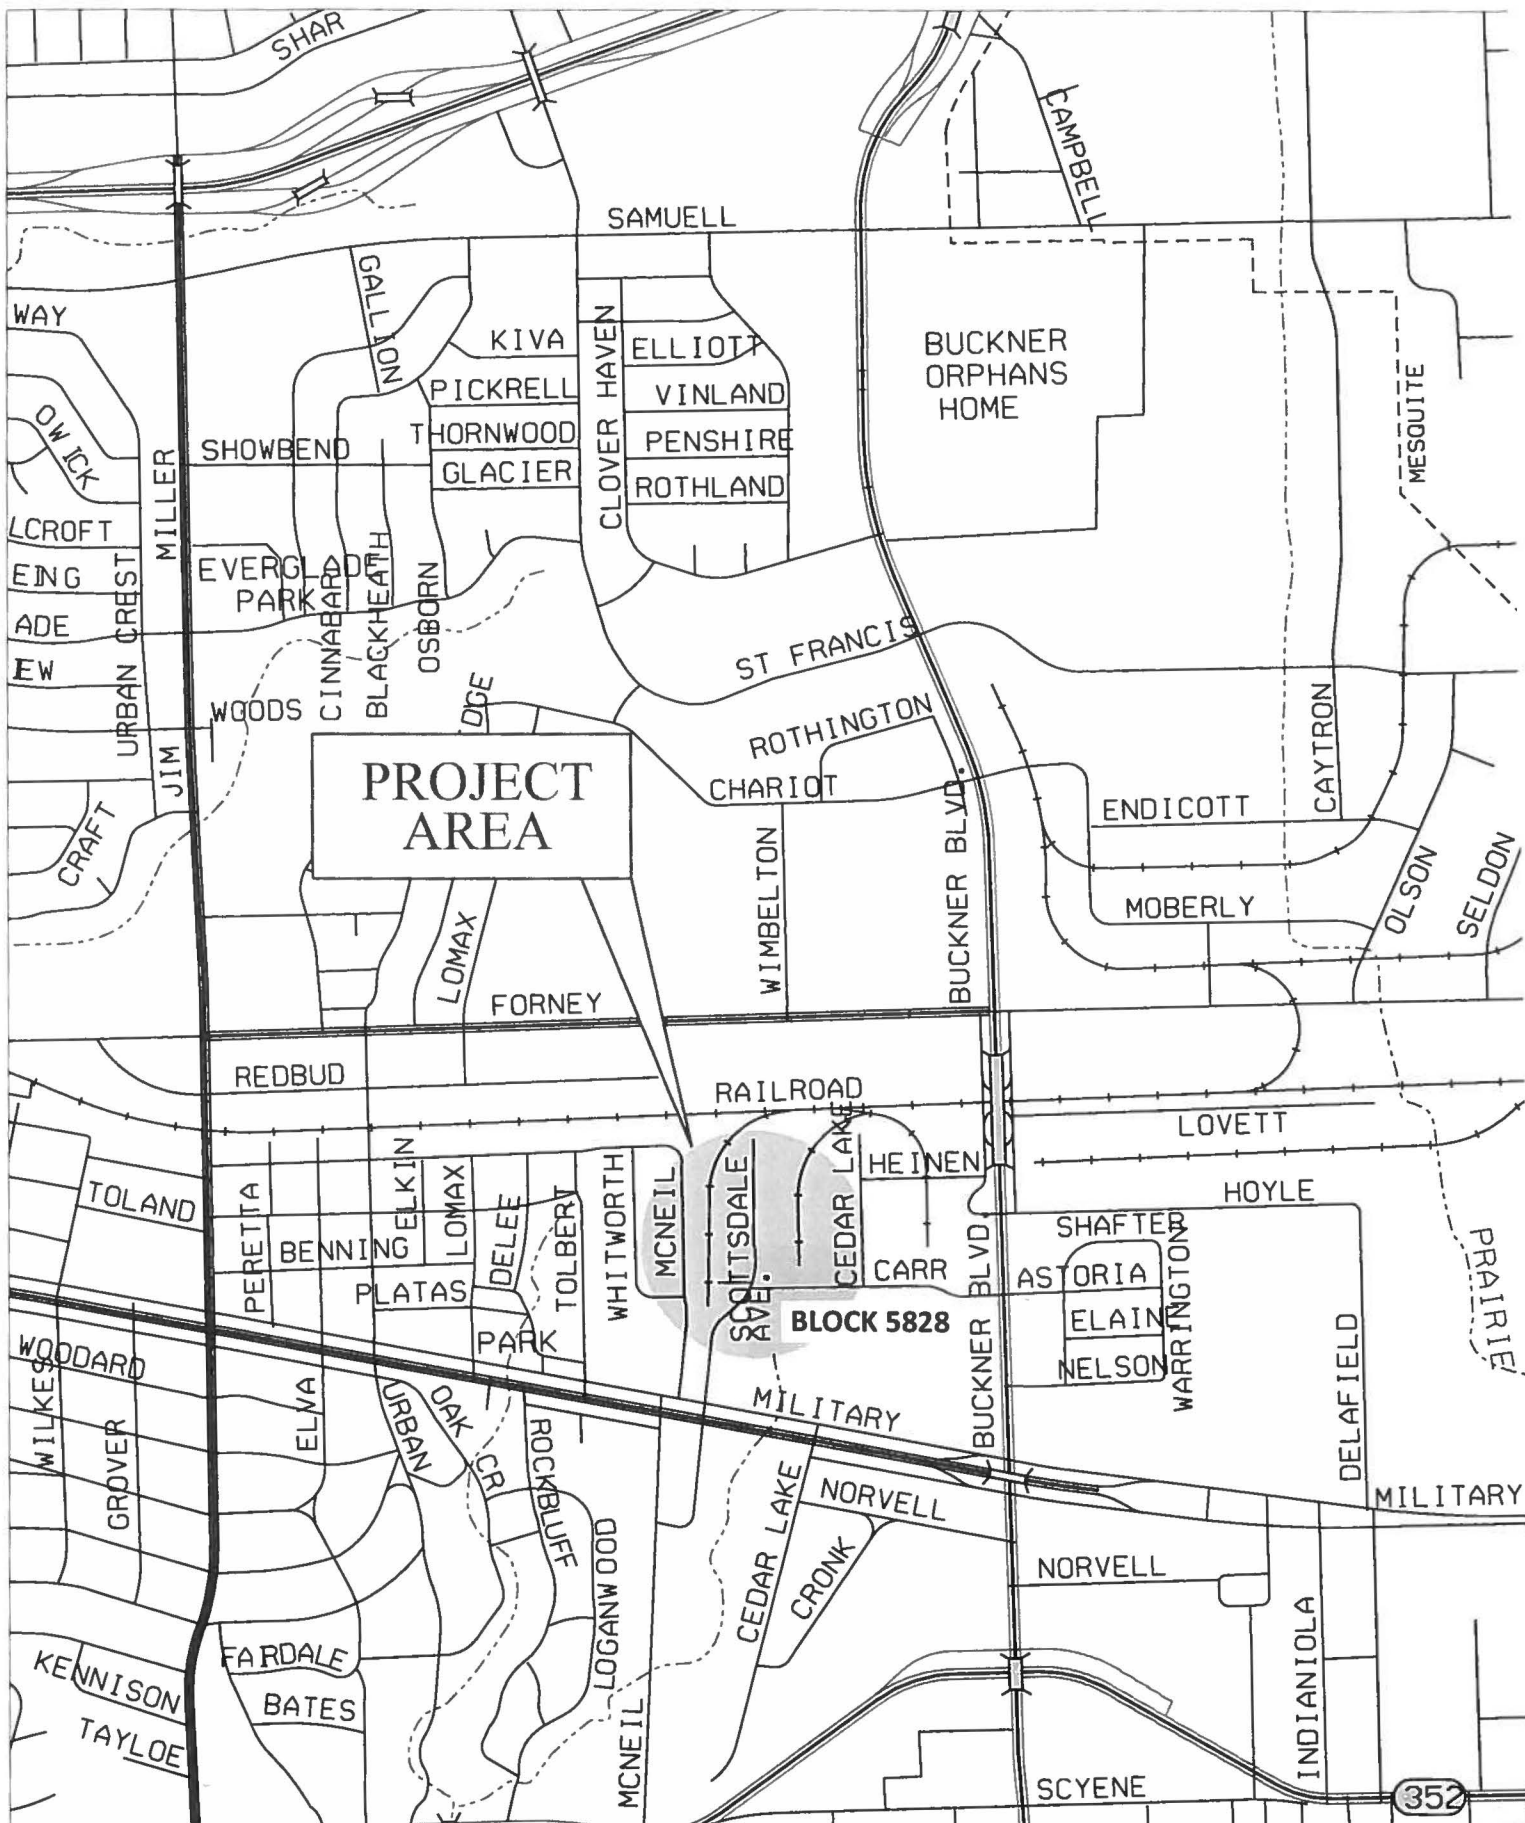 SHAR
CAMPBELL
SAMUELL
GALLION
WAY
KIVA
ELLIOTT
BUCKNER
ORPHANS
HOME
PICKRELL
CLOVER HAVEN
VINLAND
OWICK
SHOWBEND
THORNWOOD
PENSHIRE
MESQUITE
MILLER
GLACIER
ROTHLAND
LCROFT
EING
EVERGLADE
PARK
ADE
EW
URBAN CREST
CINNABAR
BLACKHEATH
OSBORN
ST FRANCIS
WOODS
DGE
JIM
ROTHINGTON
CAYTRON
PROJECT
AREA
CHARIOT
BUCKNER BLVD.
ENDICOTT
CRAFT
WIMBELTON
OLSON
SELDON
MOBERLY
LOMAX
FORNEY
REDBUD
RAILROAD
LOVETT
TOLAND
PERETTA
ELKIN
LOMAX
DELEE
TOLBERT
WHITWORTH
MCNEIL
SCOTTSDALE
AVE.
CEDAR LAKE
HEINEN
HOYLE
BENNING
SHAFTER
PLATAS
CARR
BUCKNER BLVD
ASTORIA
WARRINGTON
PRAIRIE
BLOCK 5828
ELAIN
PARK
NELSON
DELAFIELD
WOODARD
WILKES
GROVER
ELVA
URBAN
OAK
CR
ROCKBLUFF
MILITARY
MILITARY
NORVELL
LOGANWOOD
CEDAR LAKE
CRONK
NORVELL
INDIANIOLA
FAIRDALE
KENNISON
BATES
TAYLOE
MCNEIL
SCYENE
352